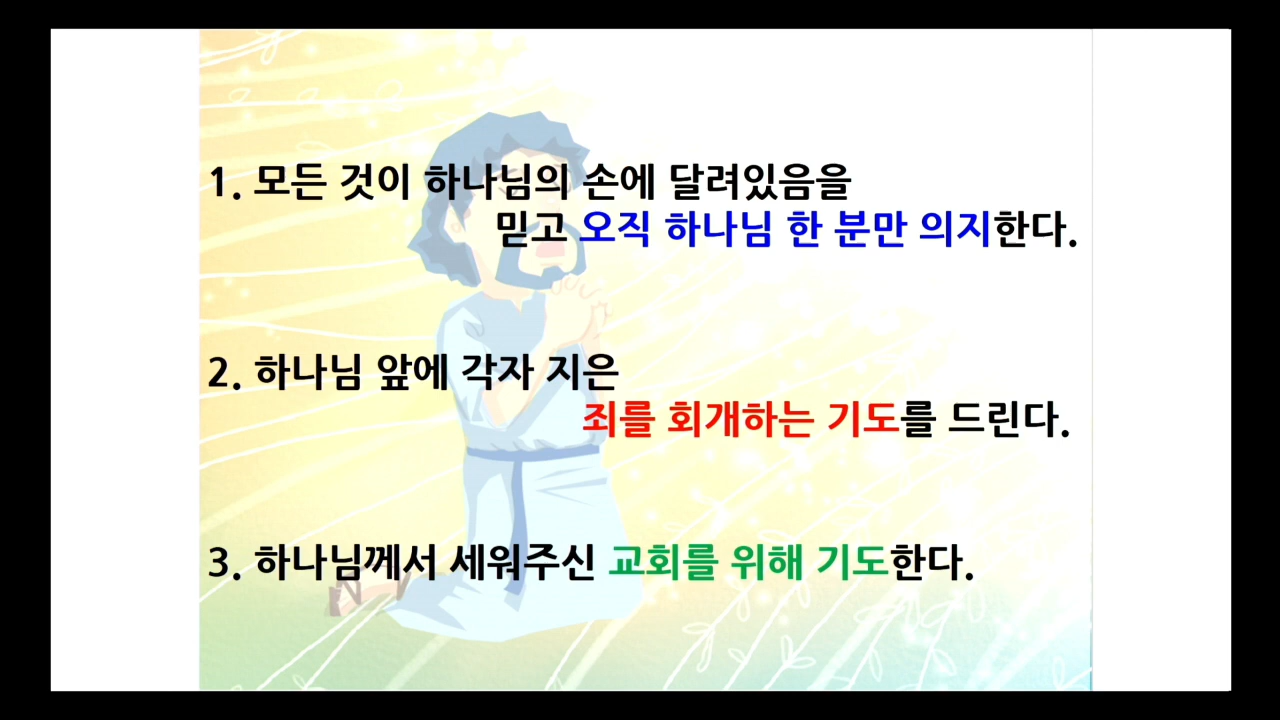 1. 모든 것이 하나님의 손에 달려있음을
믿고 오직 하나님 한 분만 의지한다.
2. 하나님 앞에 각자 지은
죄를 회개하는 기도를 드린다.
3. 하나님께서 세워주신 교회를 위해 기도한다.